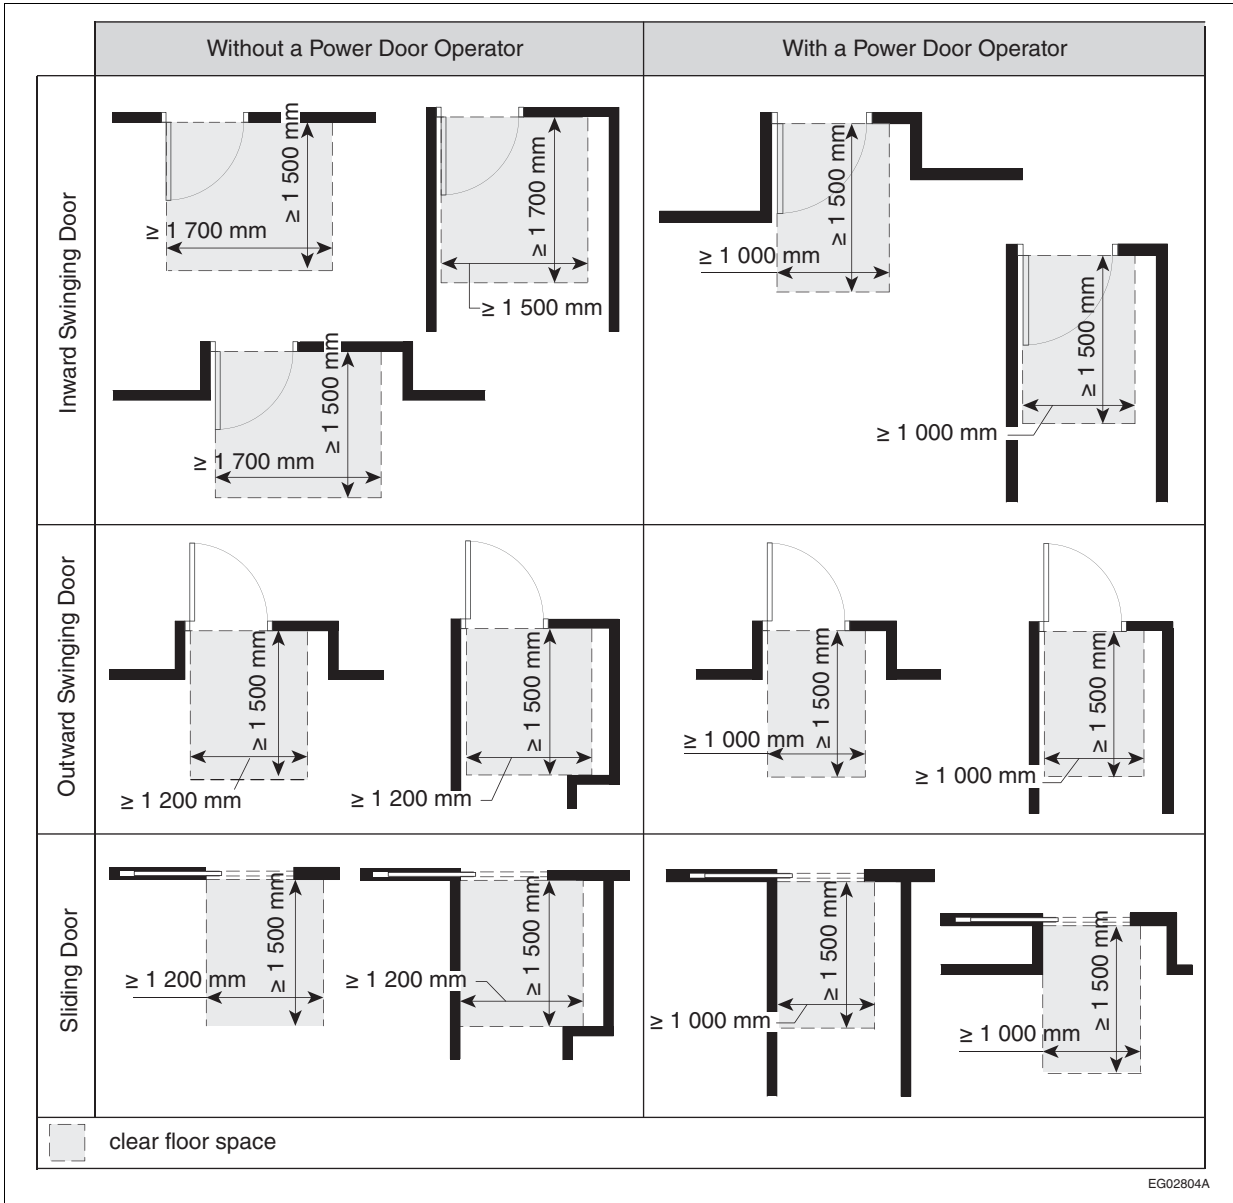 Without a Power Door Operator
With a Power Door Operator
Inward Swinging Door
≥ 1 500 mm
≥ 1 700 mm
≥ 1 700 mm
≥ 1 500 mm
≥ 1 500 mm
≥ 1 700 mm
≥ 1 500 mm
≥ 1 000 mm
≥ 1 500 mm
≥ 1 000 mm
Outward Swinging Door
≥ 1 500 mm
≥ 1 200 mm
≥ 1 500 mm
≥ 1 200 mm
≥ 1 500 mm
≥ 1 000 mm
≥ 1 500 mm
≥ 1 000 mm
Sliding Door
≥ 1 500 mm
≥ 1 200 mm
≥ 1 500 mm
≥ 1 200 mm
≥ 1 500 mm
≥ 1 000 mm
≥ 1 500 mm
≥ 1 000 mm
clear floor space
EG02804A